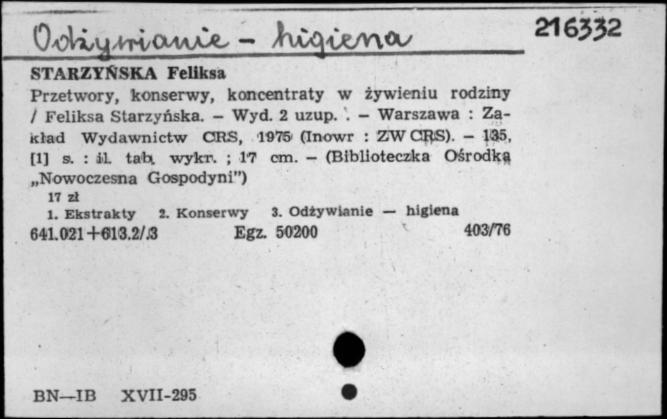 Odżywianie - higiena 216332
STARZYŃSKA Feliksa
Przetwory, konserwy, koncentraty w żywieniu rodziny
/ Feliksa Starzyńska. – Wyd. 2 uzup. . – Warszawa : Za-
kład Wydawnictw CRS, 1975 (Inowr : ZW CRS). – 135,
[1] s. : il. tab. wykr. ; 17 cm. – (Biblioteczka Ośrodka
„Nowoczesna Gospodyni”)
17 zł
1. Ekstrakty 2. Konserwy 3. Odżywianie — higiena
641.021+613.2/.3 Egz. 50200 403/76
BN—IB XVII-295